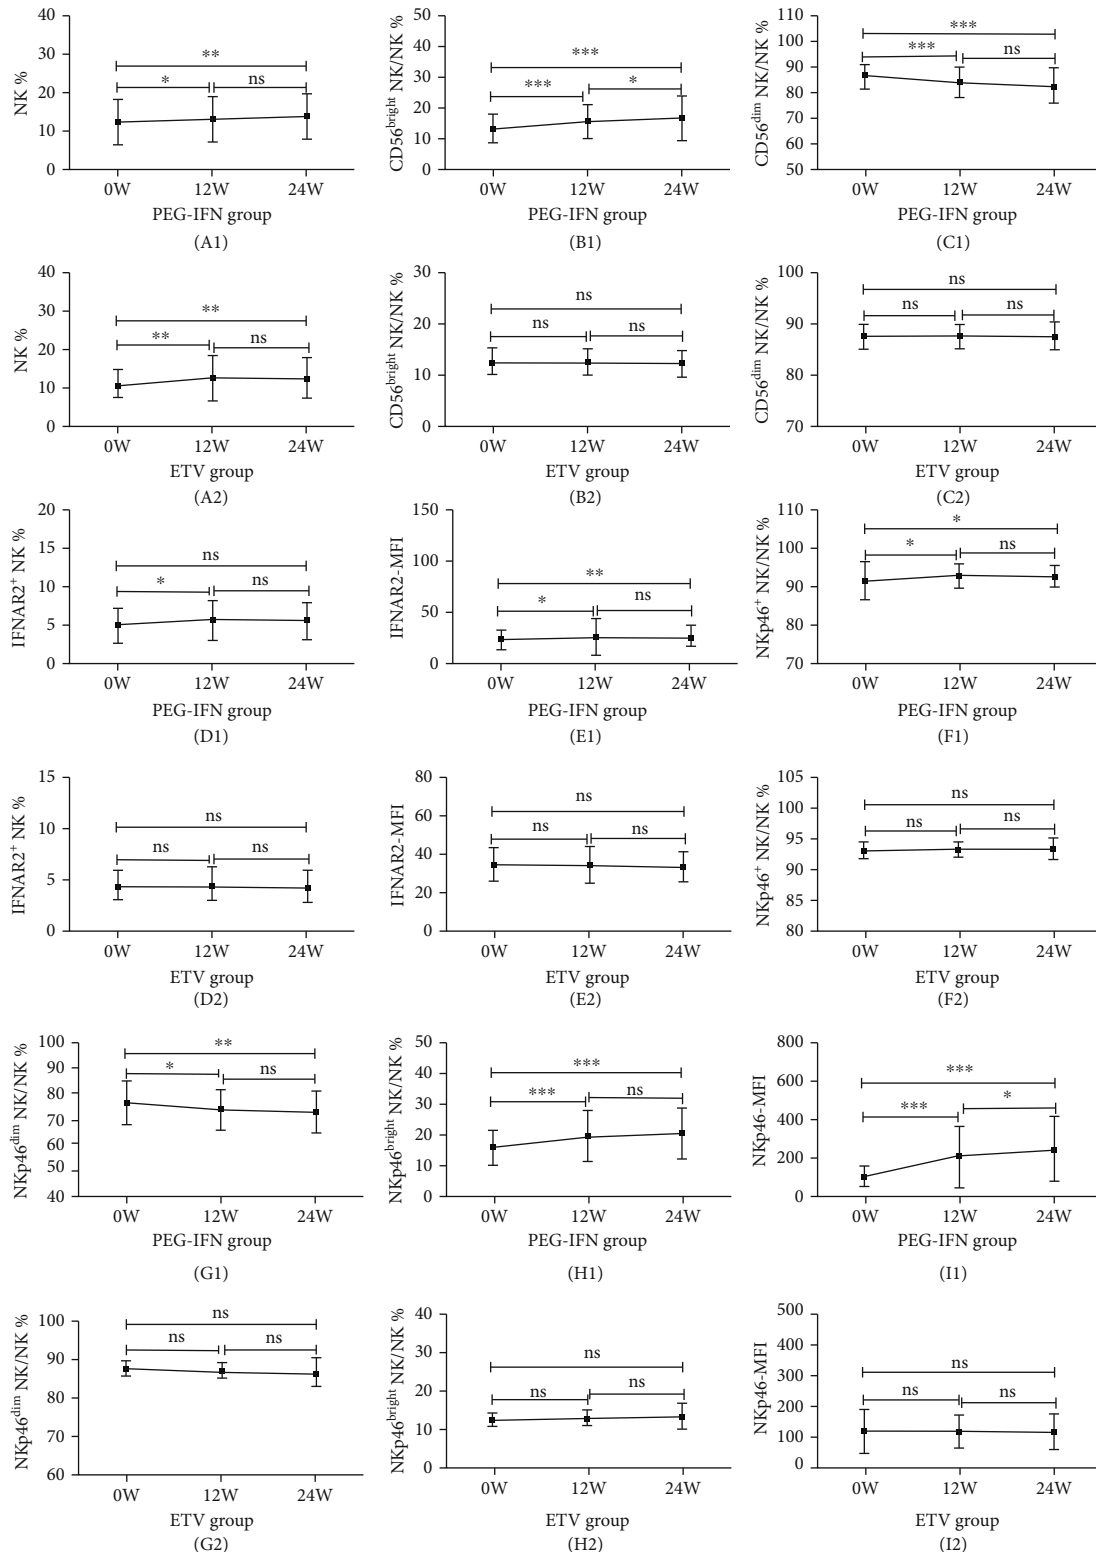 NK %
40
30
20
10
0
**
*
ns
0W 12W 24W
PEG-IFN group
(A1)
CD56bright NK/NK %
50
40
30
20
10
0
***
***
*
0W 12W 24W
PEG-IFN group
(B1)
CD56dim NK/NK %
110
100
90
80
70
60
50
***
***
ns
0W 12W 24W
PEG-IFN group
(C1)
NK %
40
30
20
10
0
**
**
ns
0W 12W 24W
ETV group
(A2)
CD56bright NK/NK %
30
20
10
0
ns
ns
ns
0W 12W 24W
ETV group
(B2)
CD56dim NK/NK %
100
90
80
70
ns
ns
ns
0W 12W 24W
ETV group
(C2)
IFNAR2+ NK %
20
15
10
5
0
ns
*
ns
0W 12W 24W
PEG-IFN group
(D1)
IFNAR2-MFI
150
100
50
0
**
*
ns
0W 12W 24W
PEG-IFN group
(E1)
NKp46+ NK/NK %
110
100
90
80
70
*
*
ns
0W 12W 24W
PEG-IFN group
(F1)
IFNAR2+ NK %
15
10
5
0
ns
ns
ns
0W 12W 24W
ETV group
(D2)
IFNAR2-MFI
80
60
40
20
0
ns
ns
ns
0W 12W 24W
ETV group
(E2)
NKp46+ NK/NK %
105
100
95
90
85
80
ns
ns
ns
0W 12W 24W
ETV group
(F2)
NKp46dim NK/NK %
100
90
80
70
60
50
40
**
*
ns
0W 12W 24W
PEG-IFN group
(G1)
NKp46bright NK/NK %
50
40
30
20
10
0
***
***
ns
0W 12W 24W
PEG-IFN group
(H1)
NKp46-MFI
800
600
400
200
0
***
***
*
0W 12W 24W
PEG-IFN group
(I1)
NKp46dim NK/NK %
100
90
80
70
60
ns
ns
ns
0W 12W 24W
ETV group
(G2)
NKp46bright NK/NK %
40
30
20
10
0
ns
ns
ns
0W 12W 24W
ETV group
(H2)
NKp46-MFI
500
400
300
200
100
0
ns
ns
ns
0W 12W 24W
ETV group
(I2)